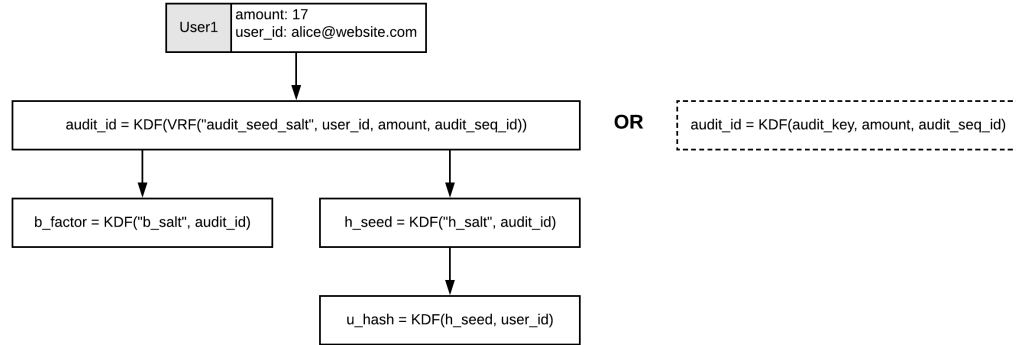 User1
amount: 17
user_id: alice@website.com
audit_id = KDF(VRF("audit_seed_salt", user_id, amount, audit_seq_id))
OR
audit_id = KDF(audit_key, amount, audit_seq_id)
b_factor = KDF("b_salt", audit_id)
h_seed = KDF("h_salt", audit_id)
u_hash = KDF(h_seed, user_id)